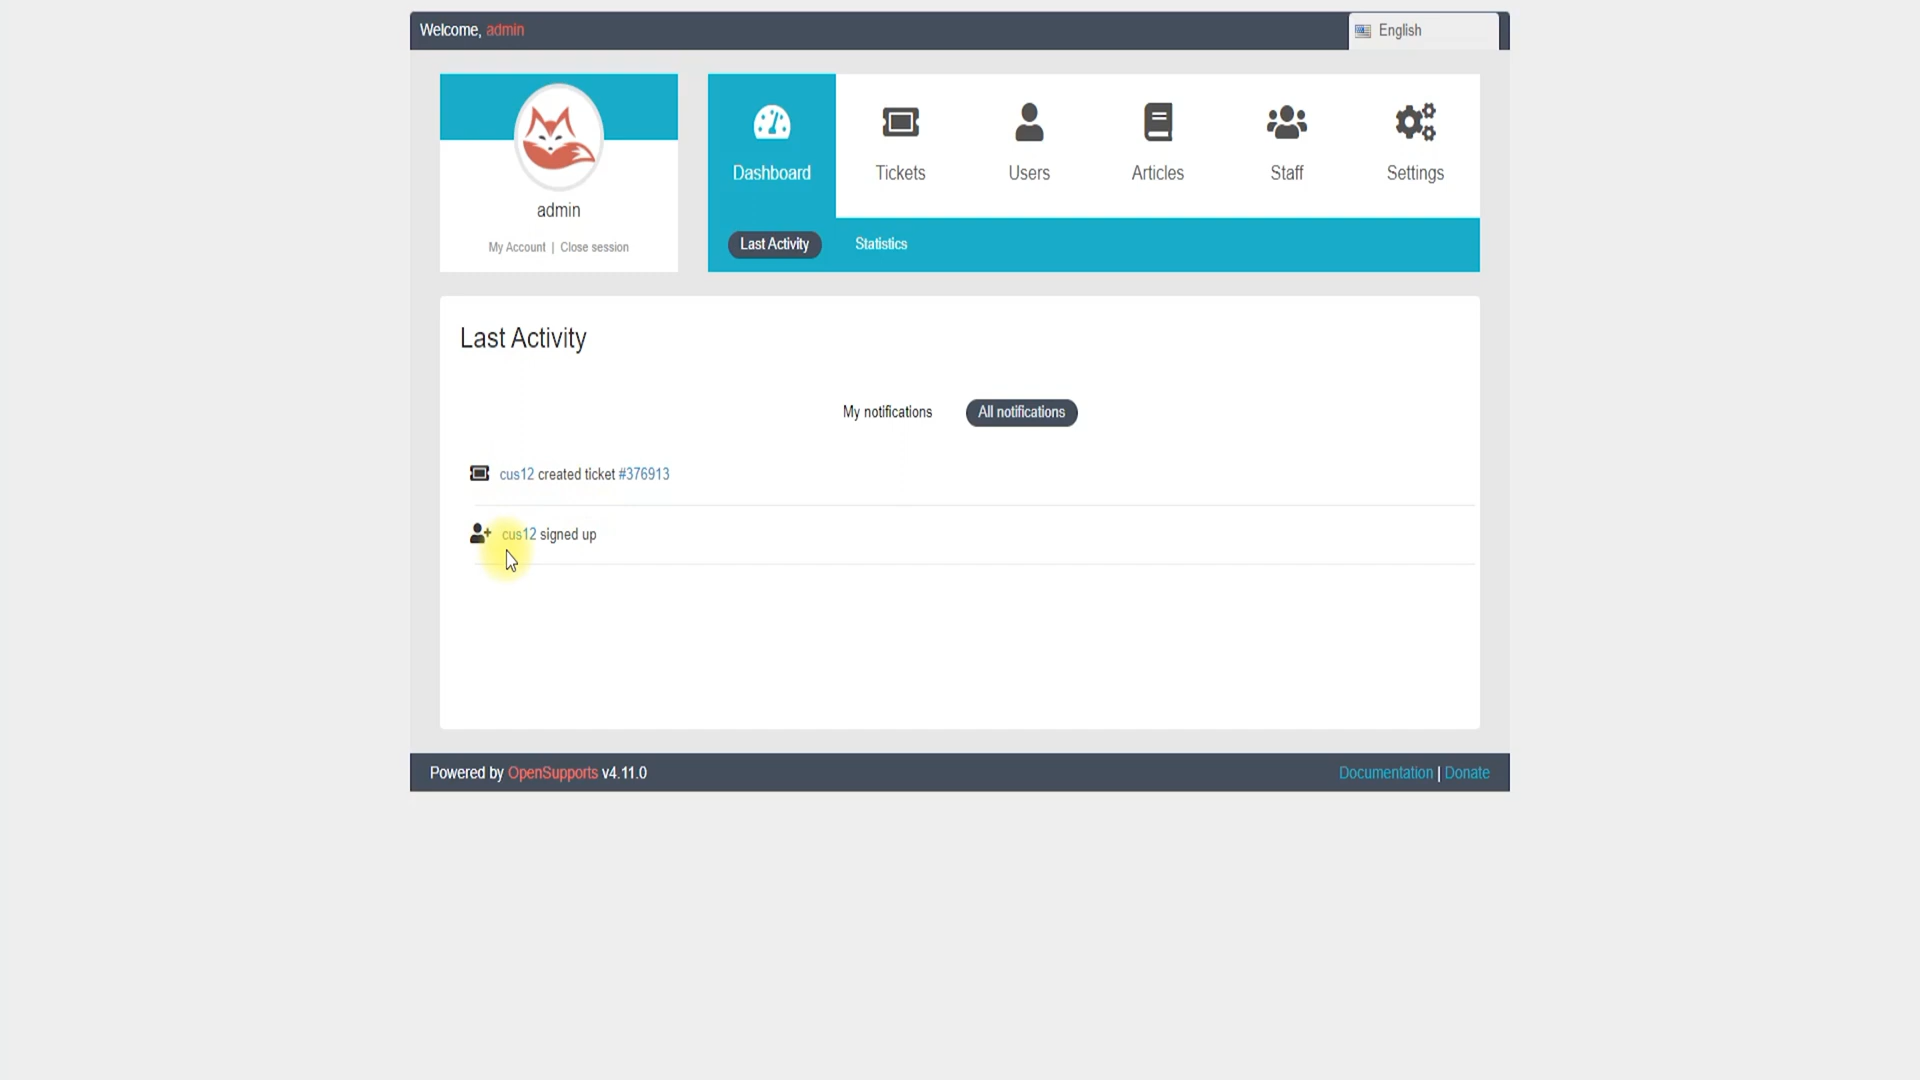 Welcome, admin
English
Dashboard
Tickets
Users
Articles
Staff
Settings
admin
My Account | Close session
Last Activity
Statistics
Last Activity
My notifications
All notifications
cus12 created ticket #376913
cus12 signed up
Powered by OpenSupports v4.11.0
Documentation | Donate